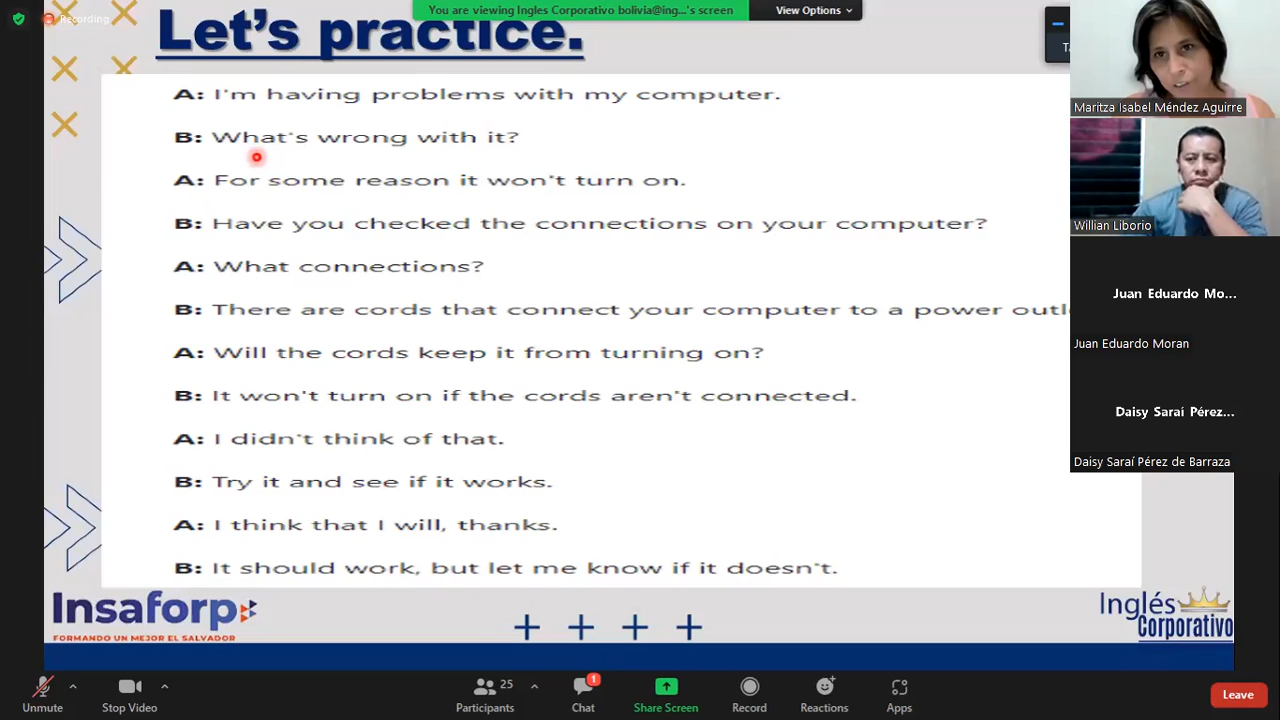 Recording
You are viewing Ingles Corporativo bolivia@ing...'s screen
View Options
Let's practice.
A: I'm having problems with my computer.
B: What's wrong with it?
A: For some reason it won't turn on.
B: Have you checked the connections on your computer?
A: What connections?
B: There are cords that connect your computer to a power
A: Will the cords keep it from turning on?
B: It won't turn on if the cords aren't connected.
A: I didn't think of that.
B: Try it and see if it works.
A: I think that I will, thanks.
B: It should work, but let me know if it doesn't.
Insaforp
FORMANDO UN MEJOR EL SALVADOR
Inglés
Corporativo
Maritza Isabel Méndez Aguirre
Willian Liborio
Juan Eduardo Mo...
Juan Eduardo Moran
Daisy Saraí Pérez...
Daisy Saraí Pérez de Barraza
Unmute
Stop Video
25
Participants
1
Chat
Share Screen
Record
Reactions
Apps
Leave